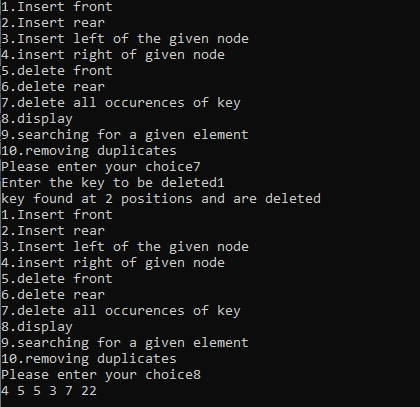 1.Insert front
2.Insert rear
3.Insert left of the given node
4.insert right of given node
5.delete front
6.delete rear
7.delete all occurences of key
8.display
9.searching for a given element
10.removing duplicates
Please enter your choice7
Enter the key to be deleted1
key found at 2 positions and are deleted
1.Insert front
2.Insert rear
3.Insert left of the given node
4.insert right of given node
5.delete front
6.delete rear
7.delete all occurences of key
8.display
9.searching for a given element
10.removing duplicates
Please enter your choice8
4 5 5 3 7 22